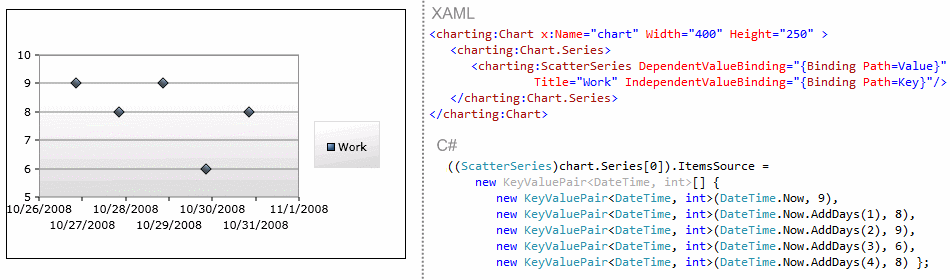 10
9
8
7
6
5
10/26/2008 10/28/2008 10/30/2008 11/1/2008
10/27/2008 10/29/2008 10/31/2008
Work
XAML
<charting:Chart x:Name="chart" Width="400" Height="250" >
<charting:Chart.Series>
<charting:ScatterSeries DependentValueBinding="{Binding Path=Value}"
Title="Work" IndependentValueBinding="{Binding Path=Key}"/>
</charting:Chart.Series>
</charting:Chart>
C#
((ScatterSeries)chart.Series[0]).ItemsSource =
new KeyValuePair<DateTime, int>[] {
new KeyValuePair<DateTime, int>(DateTime.Now, 9),
new KeyValuePair<DateTime, int>(DateTime.Now.AddDays(1), 8),
new KeyValuePair<DateTime, int>(DateTime.Now.AddDays(2), 9),
new KeyValuePair<DateTime, int>(DateTime.Now.AddDays(3), 6),
new KeyValuePair<DateTime, int>(DateTime.Now.AddDays(4), 8) };